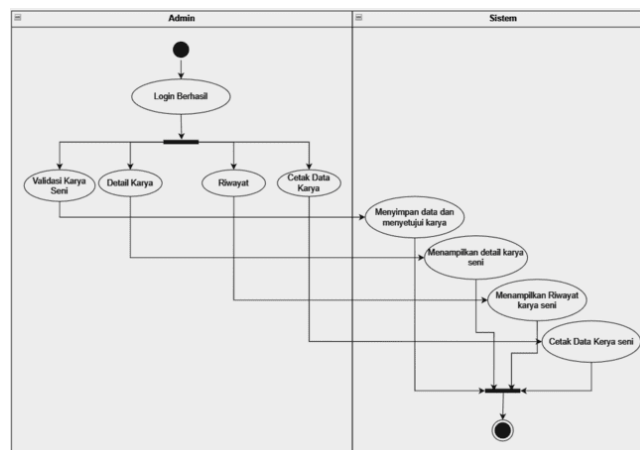 Admin
Sistem
Login Berhasil
Validasi Karya
Seni
Detail Karya
Riwayat
Cetak Data
Karya
Menyimpan data dan
menyetujui karya
Menampilkan detail karya
seni
Menampilkan Riwayat
karya seni
Cetak Data Kerya seni